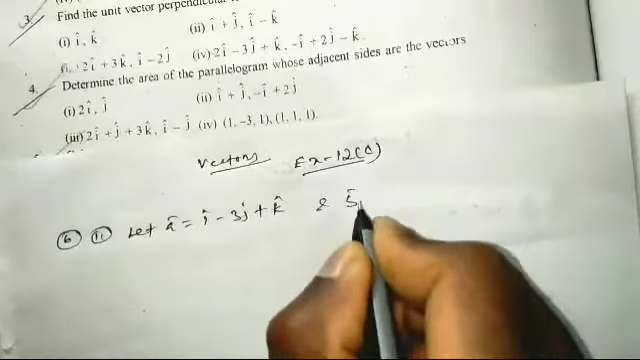 3. Find the unit vector perpendicular
(i) î, k̂ (ii) î + ĵ, î − k̂
2î + 3k̂, î − 2ĵ (iv) 2î − 3ĵ + k̂, −î + 2ĵ − k̂.
4. Determine the area of the parallelogram whose adjacent sides are the vectors
(i) 2î, ĵ (ii) î + ĵ, −î + 2ĵ
(iii) 2î + ĵ + 3k̂, î − ĵ (iv) (1, −3, 1), (1, 1, 1).
Vectors Ex-12(C)
⑥ ⑪ Let a̅ = î − 3ĵ + k̂ &